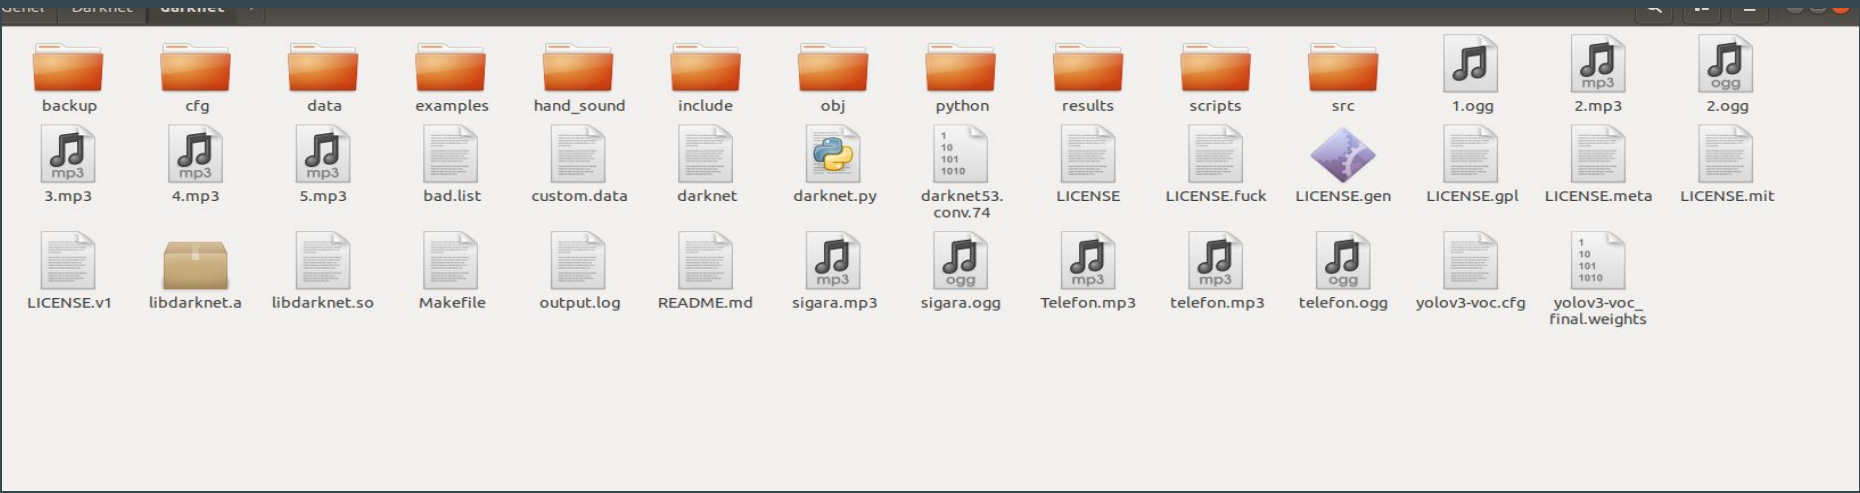 Genel Darknet darknet
backup cfg data examples hand_sound include obj python results scripts src 1.ogg 2.mp3 2.ogg
mp3 ogg
3.mp3 4.mp3 5.mp3 bad.list custom.data darknet darknet.py darknet53. LICENSE LICENSE.fuck LICENSE.gen LICENSE.gpl LICENSE.meta LICENSE.mit
conv.74
mp3 mp3 mp3
1
10
101
1010
LICENSE.v1 libdarknet.a libdarknet.so Makefile output.log README.md sigara.mp3 sigara.ogg Telefon.mp3 telefon.mp3 telefon.ogg yolov3-voc.cfg yolov3-voc_
final.weights
mp3 ogg mp3 mp3 ogg
1
10
101
1010